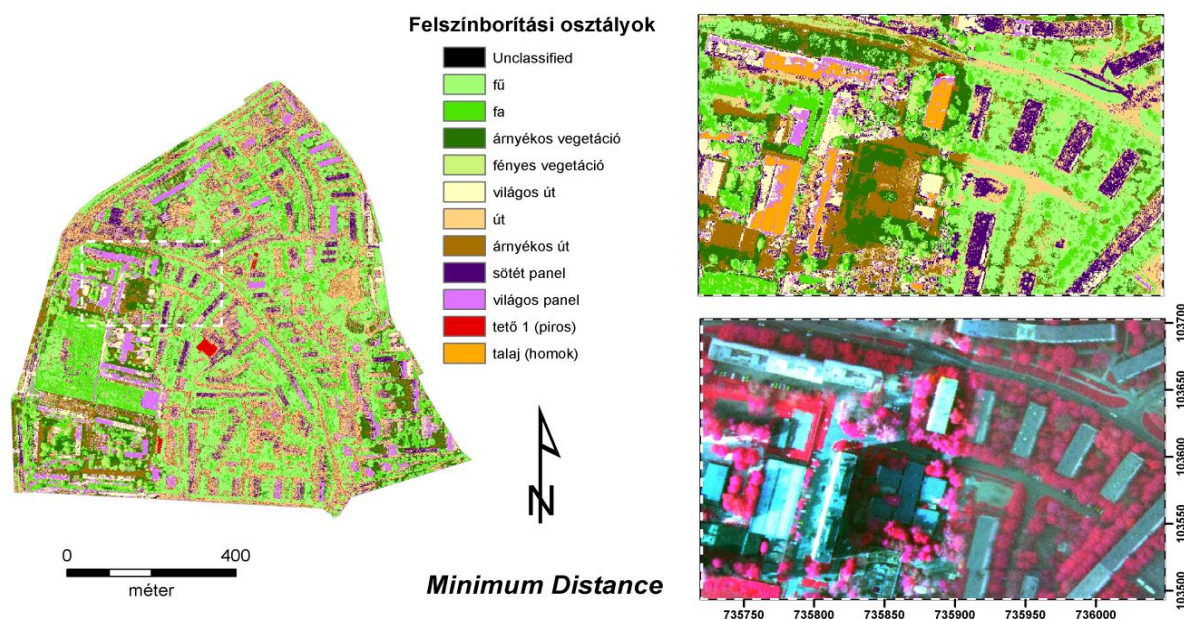 Felszínborítási osztályok
Unclassified
fű
fa
árnyékos vegetáció
fényes vegetáció
világos út
út
árnyékos út
sötét panel
világos panel
tető 1 (piros)
talaj (homok)
N
0 400
méter
Minimum Distance
103700
103650
103600
103550
103500
735750 735800 735850 735900 735950 736000